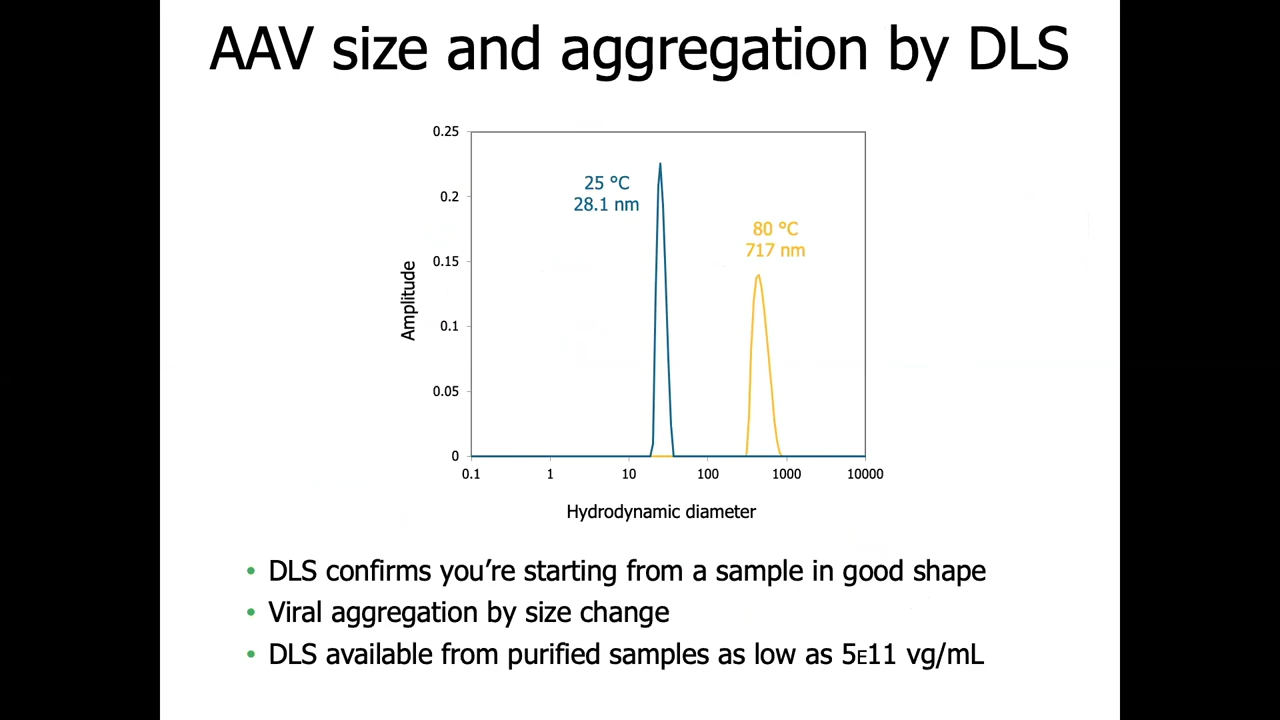 AAV size and aggregation by DLS
0.25
0.2
0.15
0.1
0.05
0
Amplitude
25 °C
28.1 nm
80 °C
717 nm
0.1 1 10 100 1000 10000
Hydrodynamic diameter
• DLS confirms you’re starting from a sample in good shape
• Viral aggregation by size change
• DLS available from purified samples as low as 5E11 vg/mL